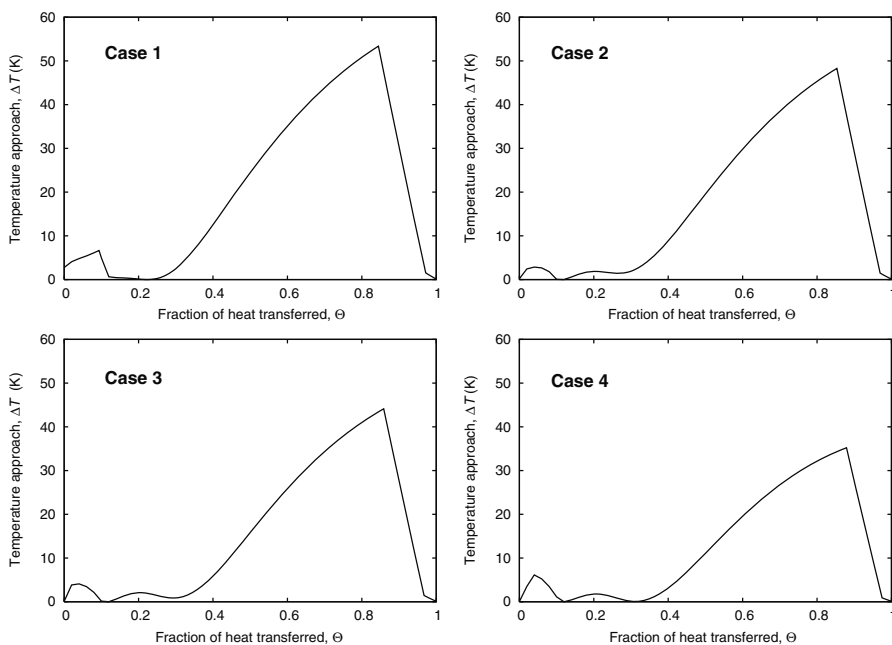 60
50
40
30
20
10
0
Temperature approach, ΔT (K)
Case 1
0 0.2 0.4 0.6 0.8 1
Fraction of heat transferred, Θ
60
50
40
30
20
10
0
Temperature approach, ΔT (K)
Case 2
0 0.2 0.4 0.6 0.8 1
Fraction of heat transferred, Θ
60
50
40
30
20
10
0
Temperature approach, ΔT (K)
Case 3
0 0.2 0.4 0.6 0.8 1
Fraction of heat transferred, Θ
60
50
40
30
20
10
0
Temperature approach, ΔT (K)
Case 4
0 0.2 0.4 0.6 0.8 1
Fraction of heat transferred, Θ